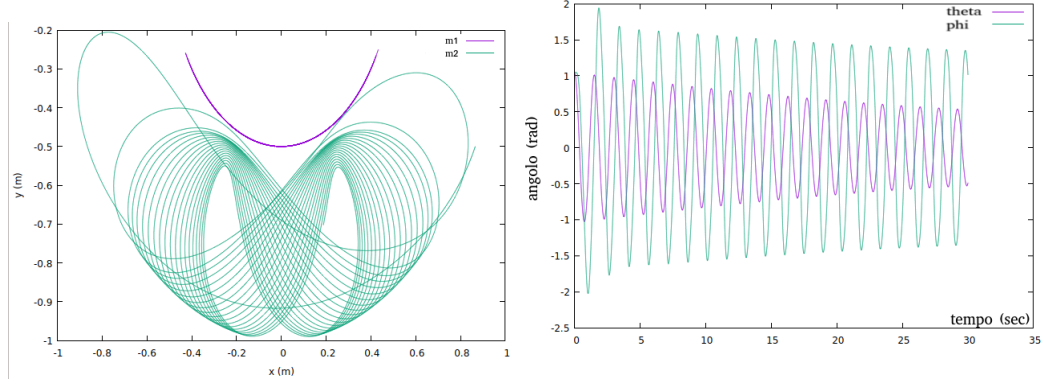 -0.2
-0.3
-0.4
-0.5
-0.6
-0.7
-0.8
-0.9
-1
-1 -0.8 -0.6 -0.4 -0.2 0 0.2 0.4 0.6 0.8 1
y (m)
x (m)
m1
m2
2
1.5
1
0.5
0
-0.5
-1
-1.5
-2
-2.5
0 5 10 15 20 25 30 35
angolo (rad)
tempo (sec)
theta
phi